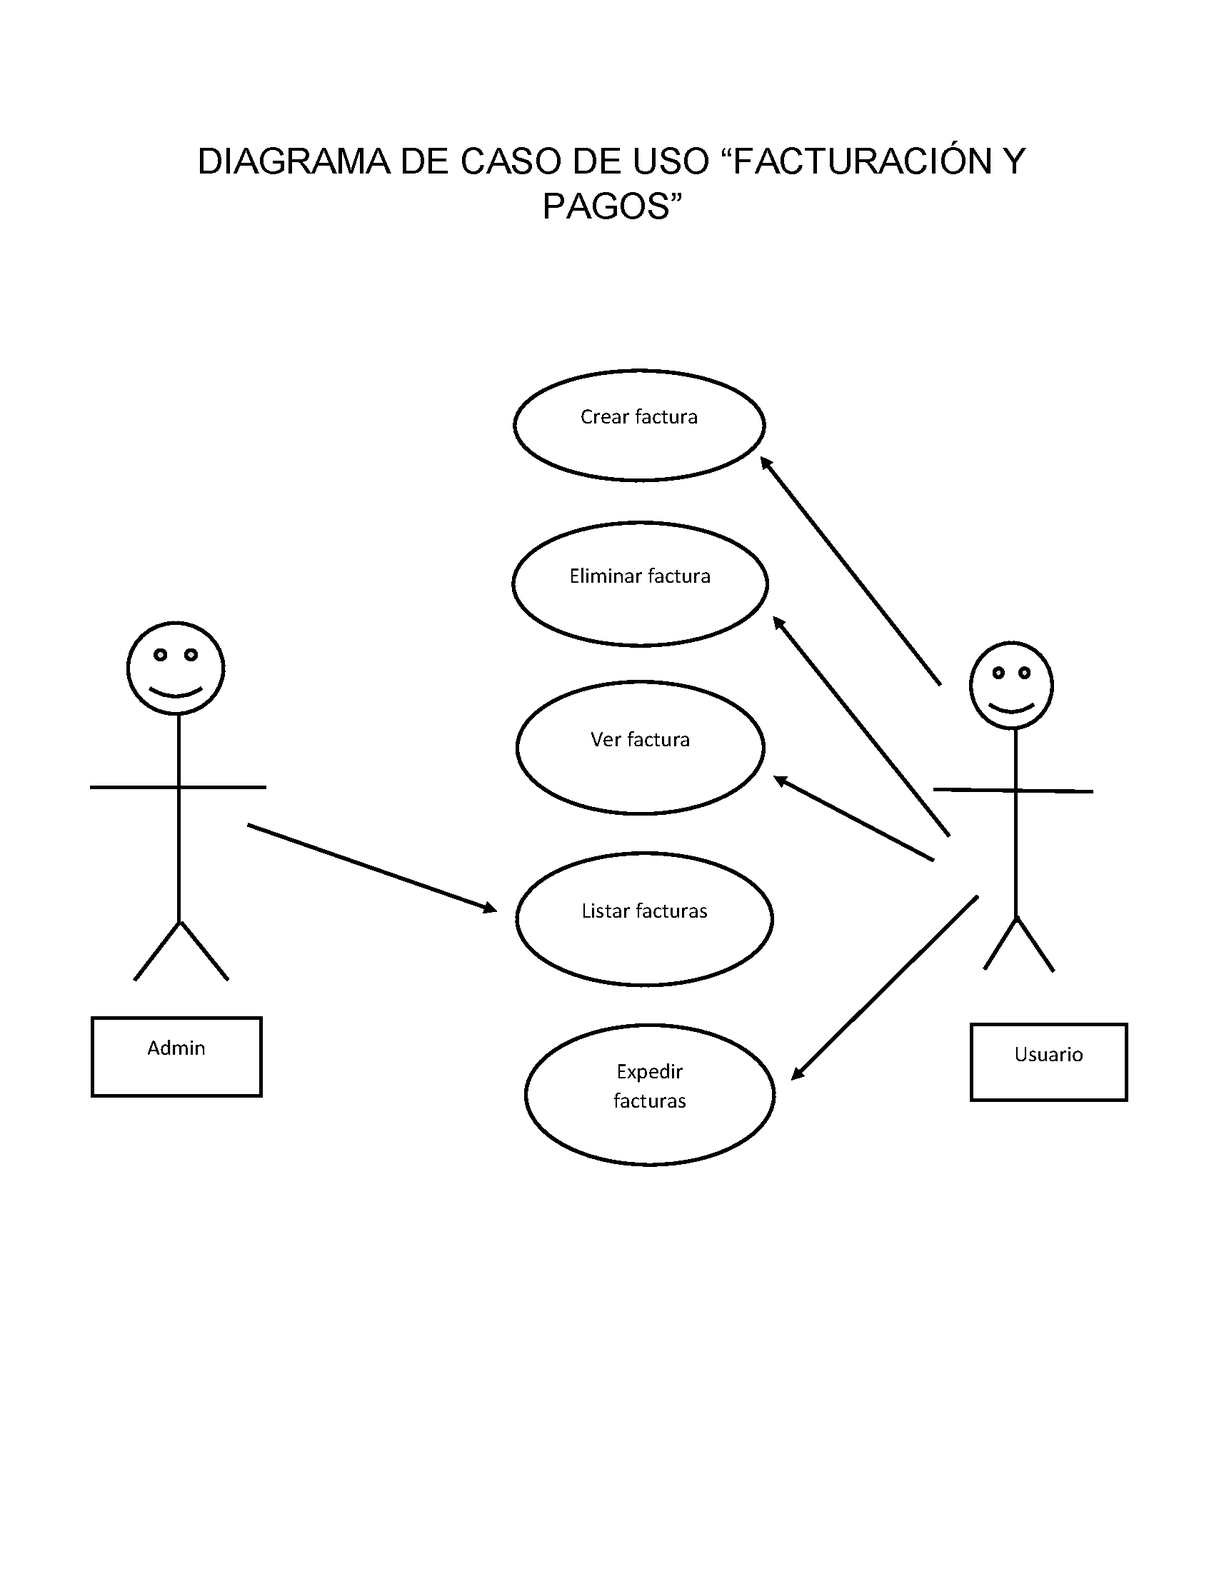 DIAGRAMA DE CASO DE USO “FACTURACIÓN Y
PAGOS”
Crear factura
Eliminar factura
Ver factura
Listar facturas
Expedir
facturas
Admin
Usuario